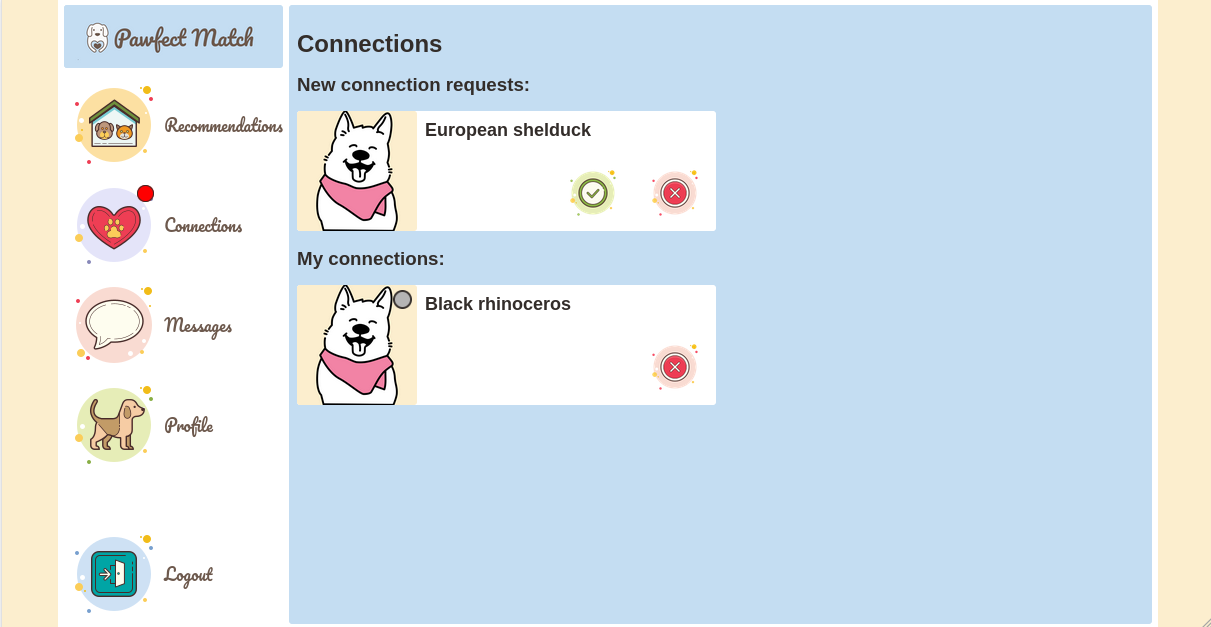 Pawfect Match
Recommendations
Connections
Messages
Profile
Logout
Connections
New connection requests:
European shelduck
My connections:
Black rhinoceros